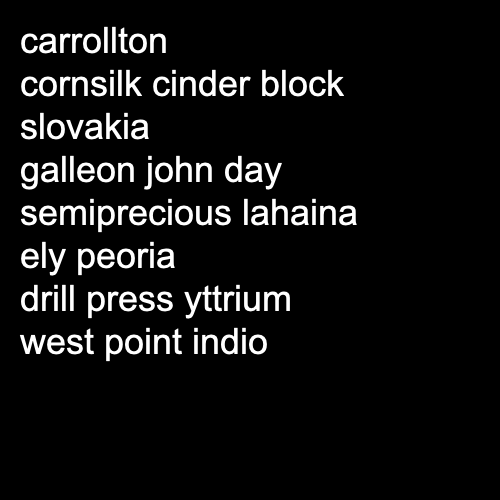 carrollton
cornsilk cinder block
slovakia
galleon john day
semiprecious lahaina
ely peoria
drill press yttrium
west point indio